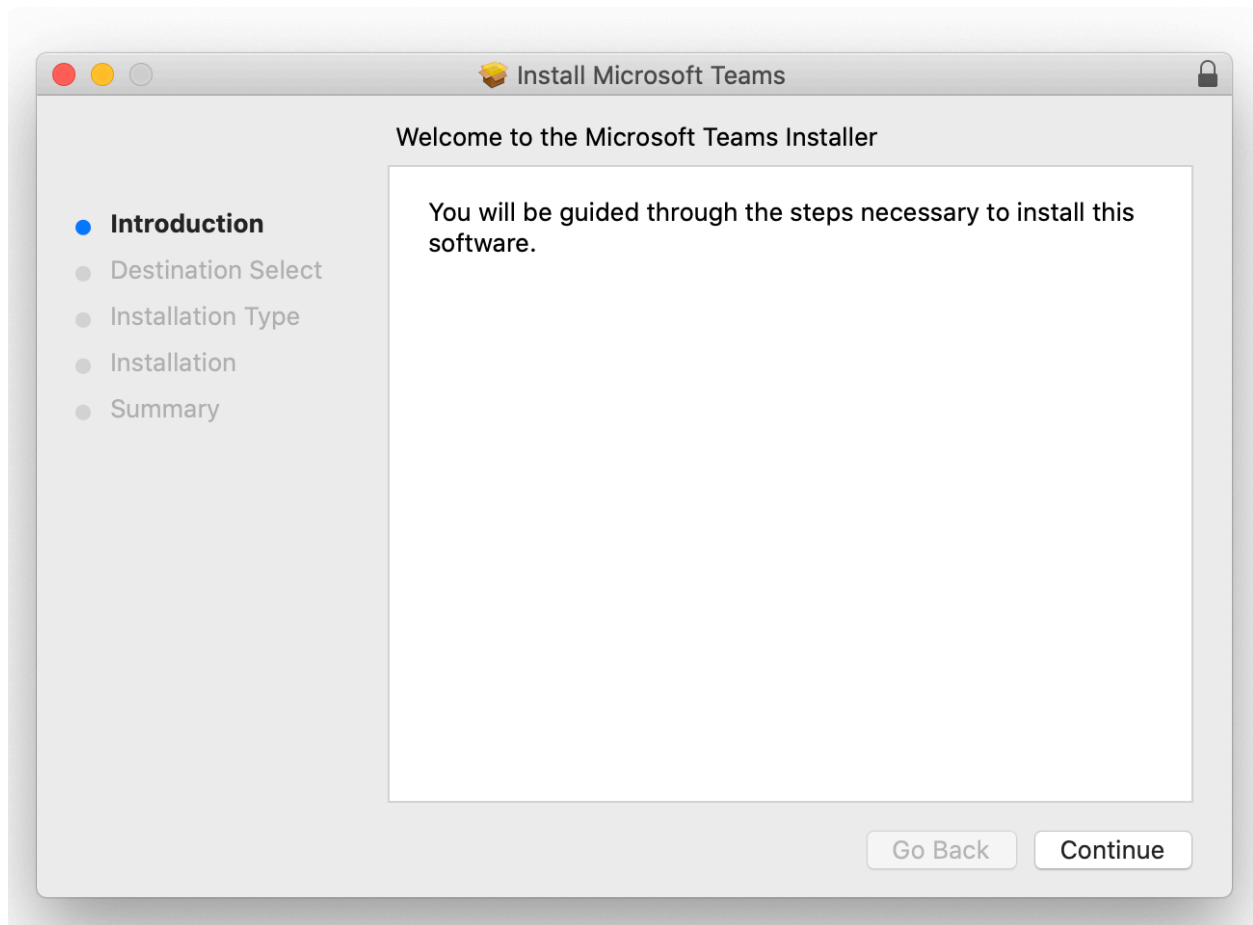 Install Microsoft Teams
Welcome to the Microsoft Teams Installer
Introduction
Destination Select
Installation Type
Installation
Summary
You will be guided through the steps necessary to install this
software.
Go Back
Continue